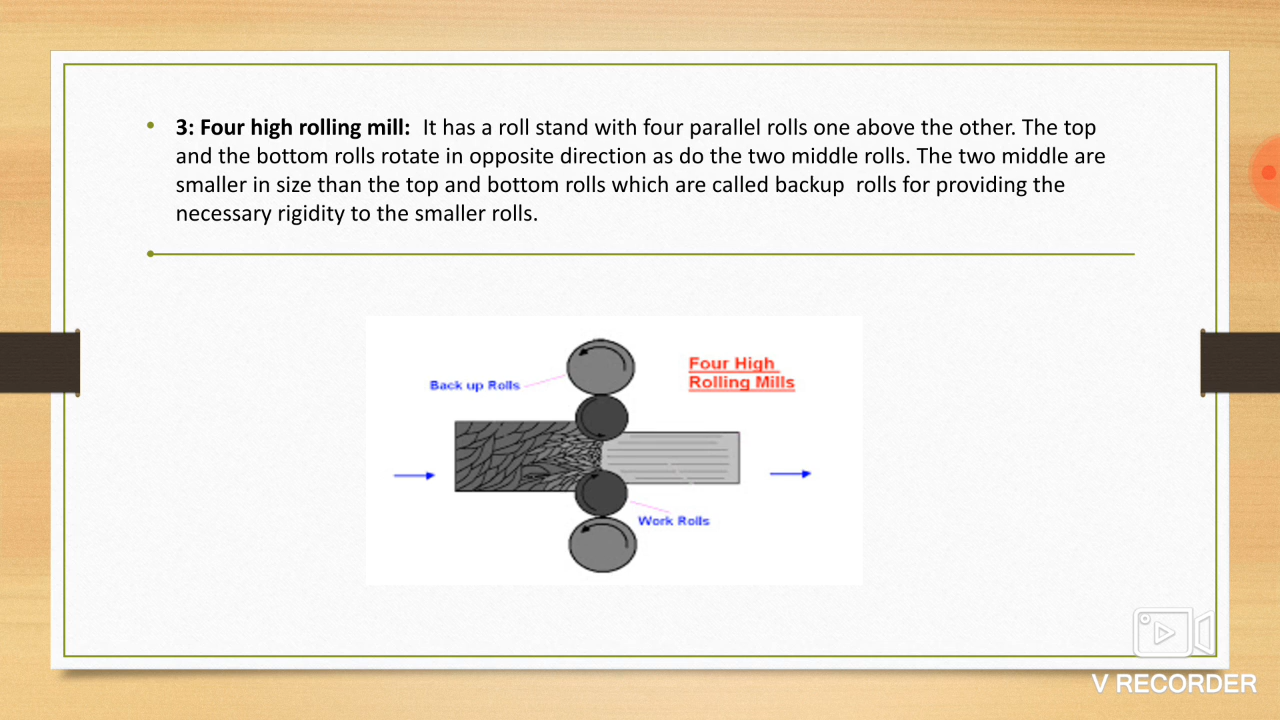 • 3: Four high rolling mill: It has a roll stand with four parallel rolls one above the other. The top
and the bottom rolls rotate in opposite direction as do the two middle rolls. The two middle are
smaller in size than the top and bottom rolls which are called backup rolls for providing the
necessary rigidity to the smaller rolls.
Four High
Rolling Mills
Back up Rolls
Work Rolls
V RECORDER